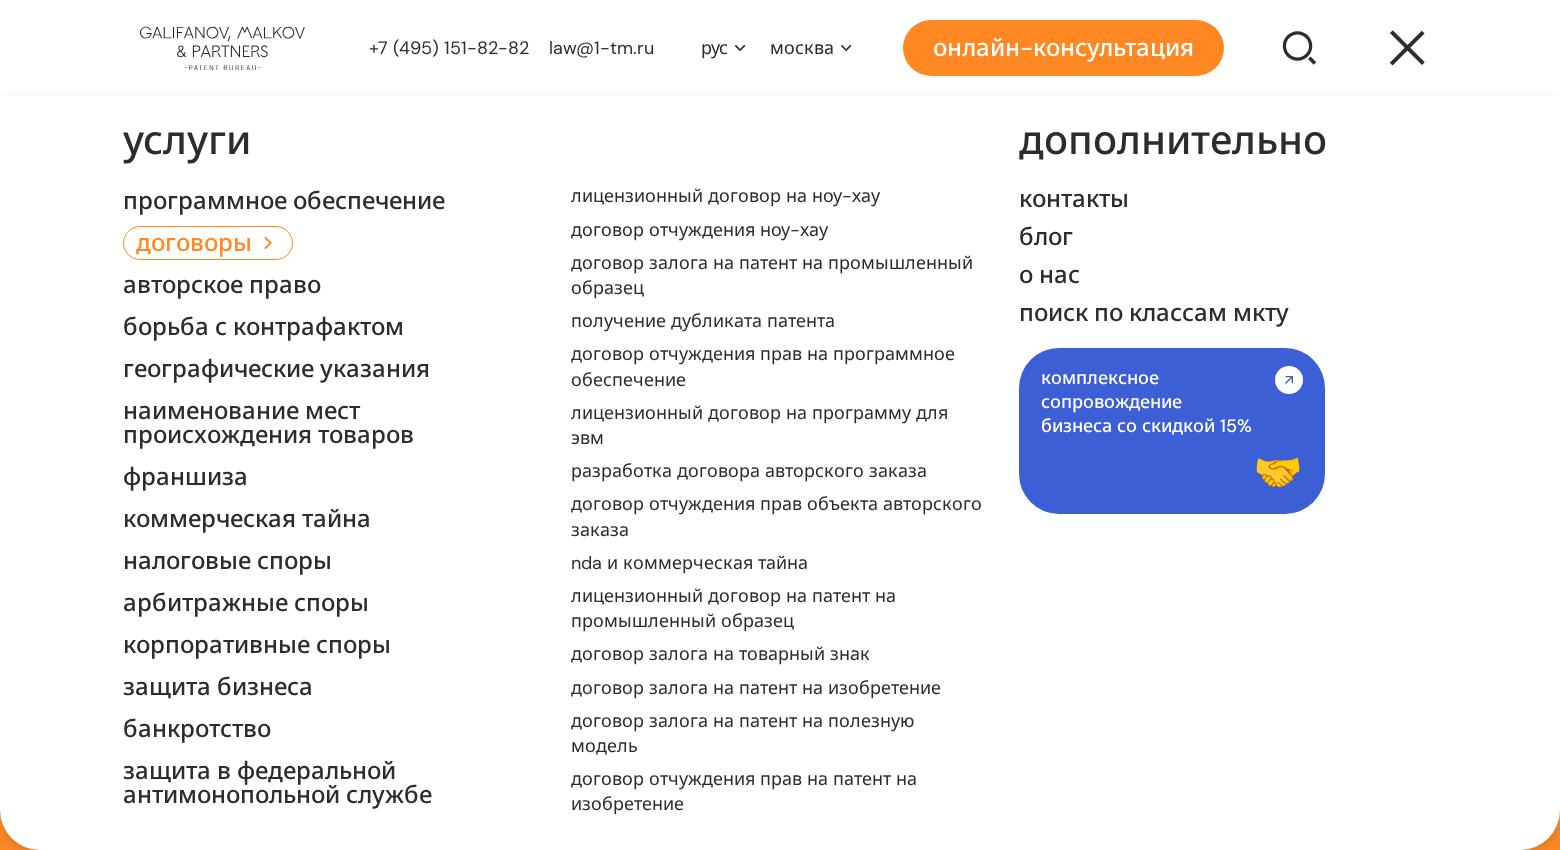 GALIFANOV, MALKOV
& PARTNERS
-PATENT BUREAU-
+7 (495) 151-82-82
law@1-tm.ru
рус
москва
онлайн-консультация
услуги
программное обеспечение
договоры
авторское право
борьба с контрафактом
географические указания
наименование мест
происхождения товаров
франшиза
коммерческая тайна
налоговые споры
арбитражные споры
корпоративные споры
защита бизнеса
банкротство
защита в федеральной
антимонопольной службе
лицензионный договор на ноу-хау
договор отчуждения ноу-хау
договор залога на патент на промышленный
образец
получение дубликата патента
договор отчуждения прав на программное
обеспечение
лицензионный договор на программу для
эвм
разработка договора авторского заказа
договор отчуждения прав объекта авторского
заказа
nda и коммерческая тайна
лицензионный договор на патент на
промышленный образец
договор залога на товарный знак
договор залога на патент на изобретение
договор залога на патент на полезную
модель
договор отчуждения прав на патент на
изобретение
дополнительно
контакты
блог
о нас
поиск по классам мкту
комплексное
сопровождение
бизнеса со скидкой 15%